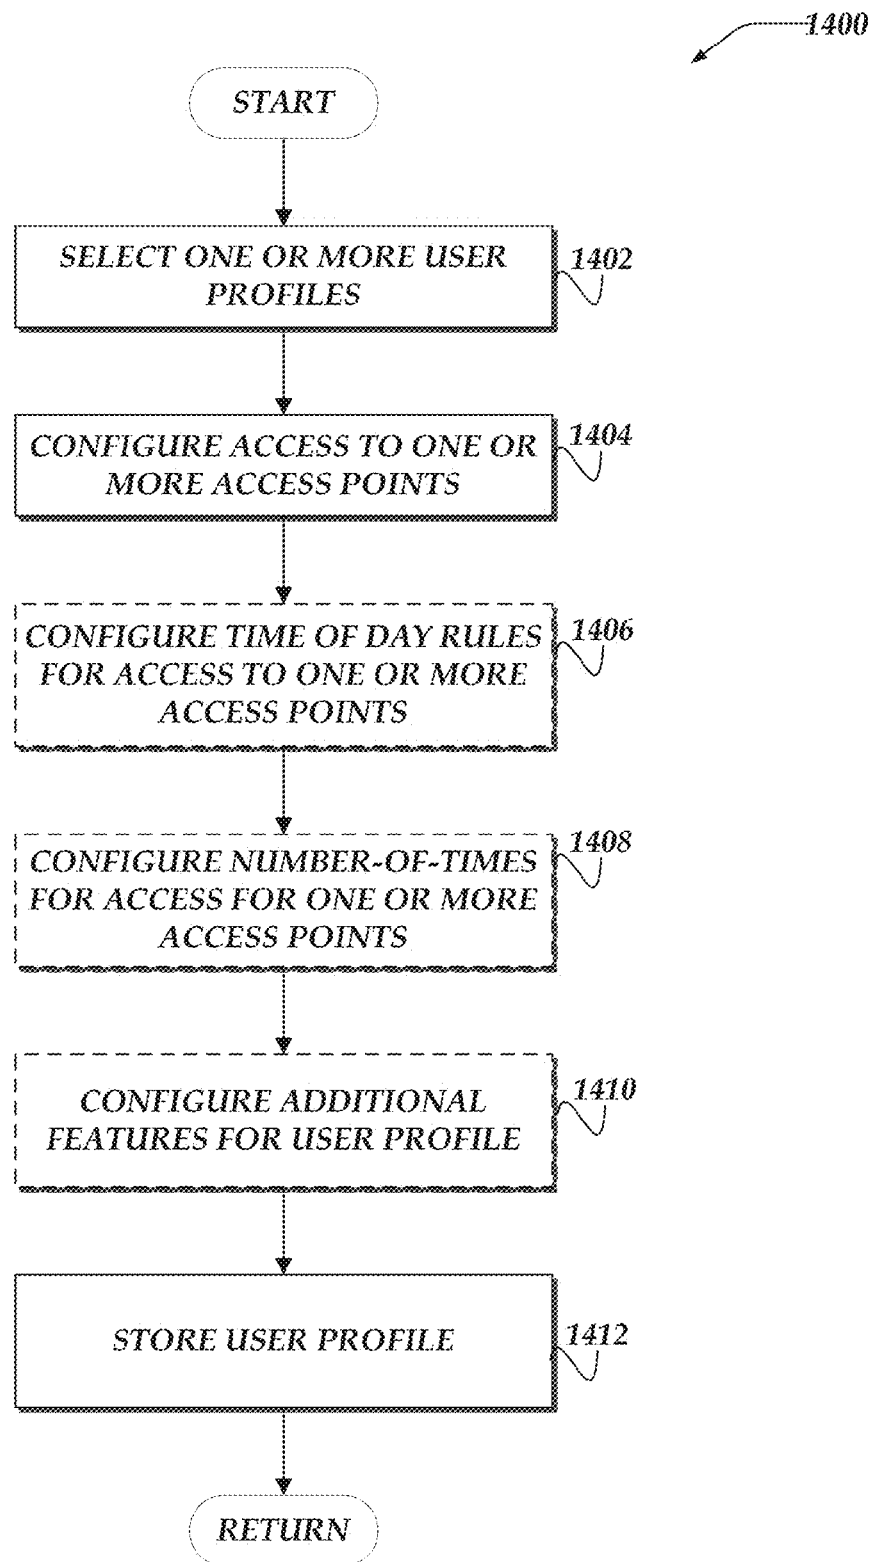 1400
START
SELECT ONE OR MORE USER
PROFILES
1402
CONFIGURE ACCESS TO ONE OR
MORE ACCESS POINTS
1404
CONFIGURE TIME OF DAY RULES
FOR ACCESS TO ONE OR MORE
ACCESS POINTS
1406
CONFIGURE NUMBER-OF-TIMES
FOR ACCESS FOR ONE OR MORE
ACCESS POINTS
1408
CONFIGURE ADDITIONAL
FEATURES FOR USER PROFILE
1410
STORE USER PROFILE
1412
RETURN